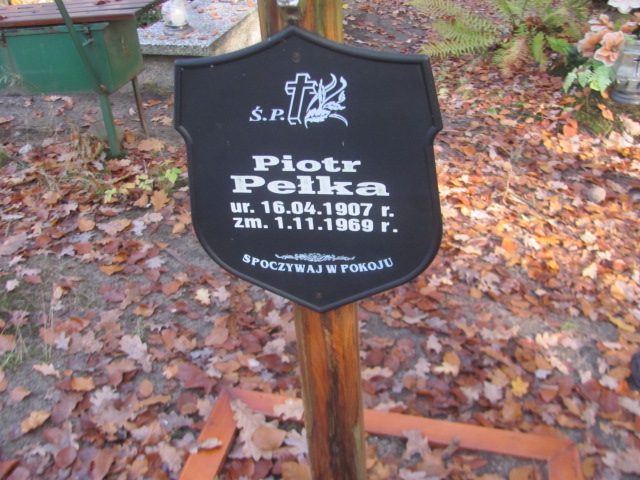 Ś.P.
Piotr
Pełka
ur. 16.04.1907 r.
zm. 1.11.1969 r.
SPOCZYWAJ W POKOJU